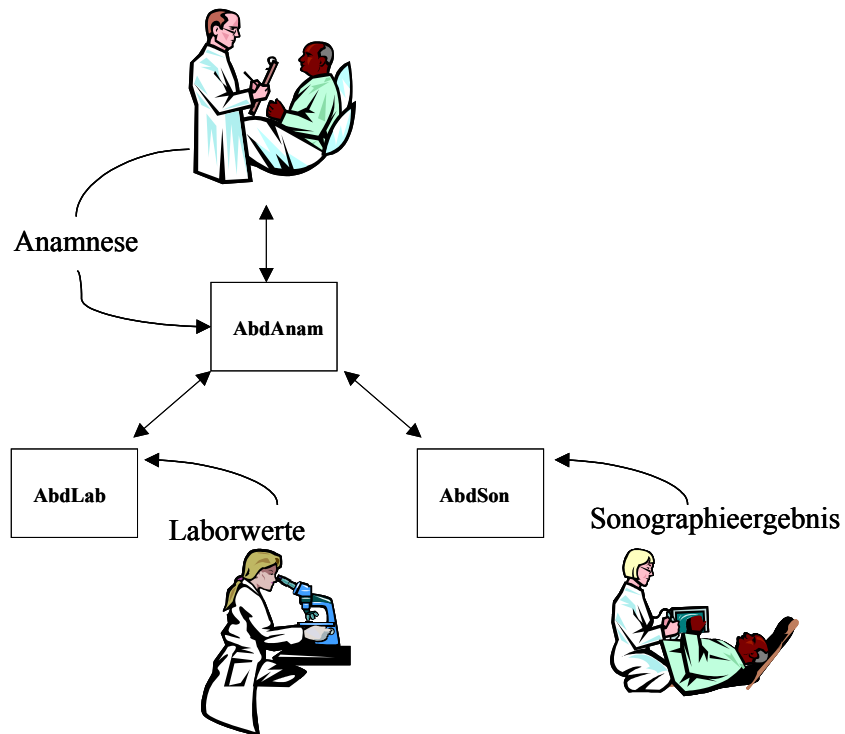 Anamnese
AbdAnam
AbdLab
AbdSon
Laborwerte
Sonographieergebnis